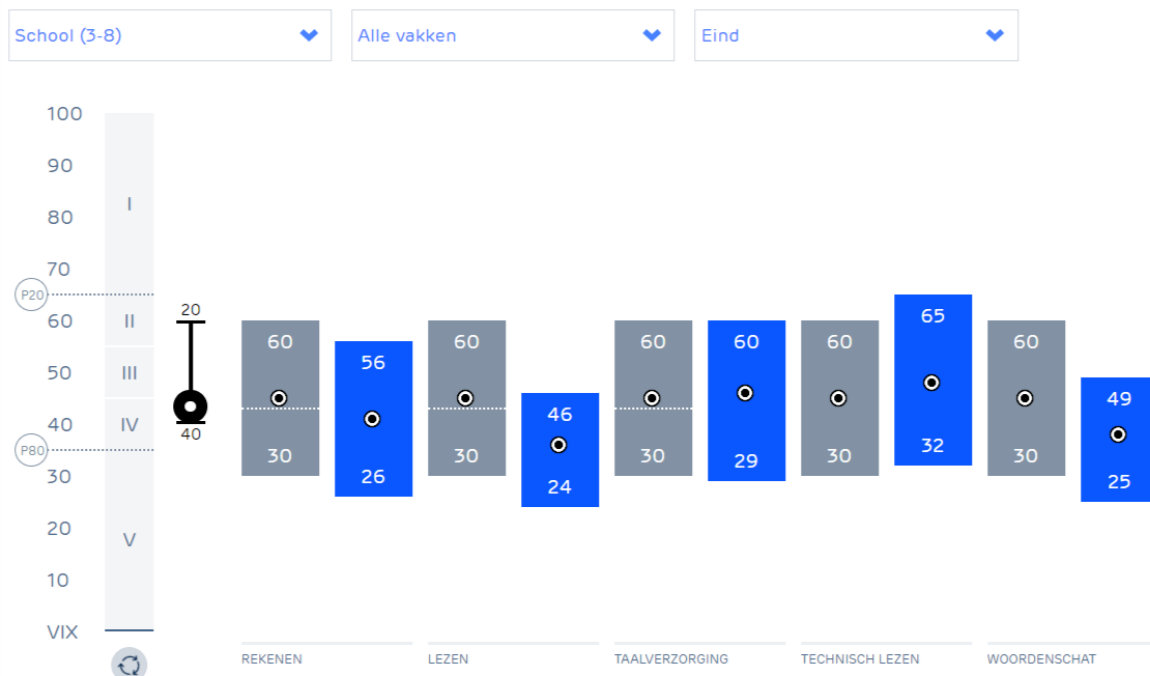 School (3-8)
Alle vakken
Eind
100
90
80
70
60
50
40
30
20
10
VIX
P20
P80
I
II
III
IV
V
20
40
60
30
56
26
60
30
46
24
60
30
60
29
60
30
65
32
60
30
49
25
REKENEN
LEZEN
TAALVERZORGING
TECHNISCH LEZEN
WOORDENSCHAT